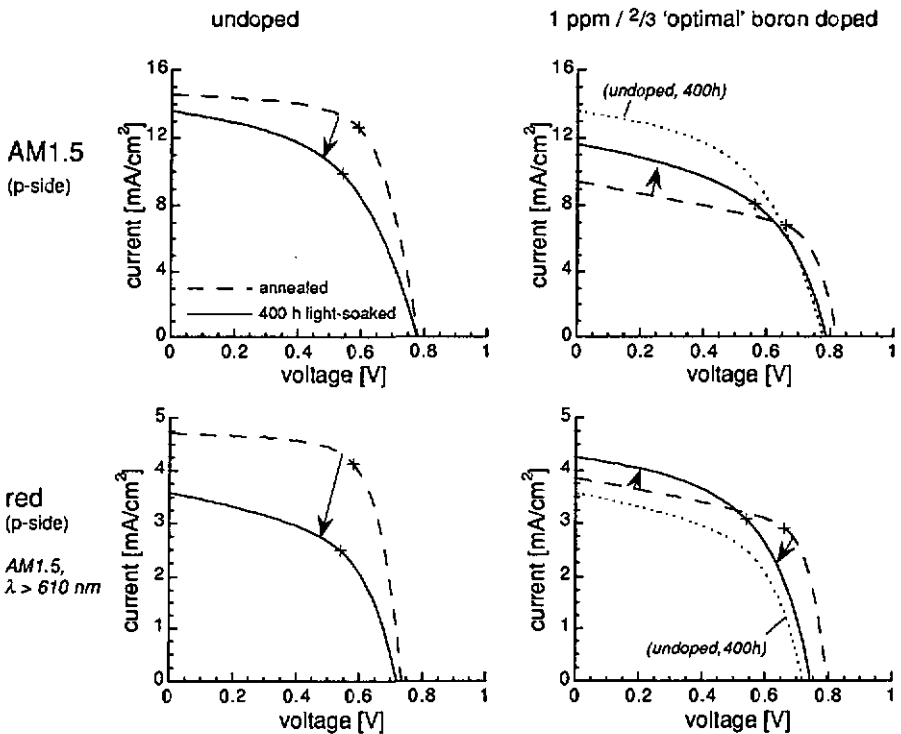 undoped
1 ppm / 2/3 'optimal' boron doped
AM1.5
(p-side)
current [mA/cm2]
16
12
8
4
0
annealed
400 h light-soaked
0 0.2 0.4 0.6 0.8 1
voltage [V]
current [mA/cm2]
16
12
8
4
0
(undoped, 400h)
0 0.2 0.4 0.6 0.8 1
voltage [V]
red
(p-side)
AM1.5,
λ > 610 nm
current [mA/cm2]
5
4
3
2
1
0
0 0.2 0.4 0.6 0.8 1
voltage [V]
current [mA/cm2]
5
4
3
2
1
0
(undoped, 400h)
0 0.2 0.4 0.6 0.8 1
voltage [V]